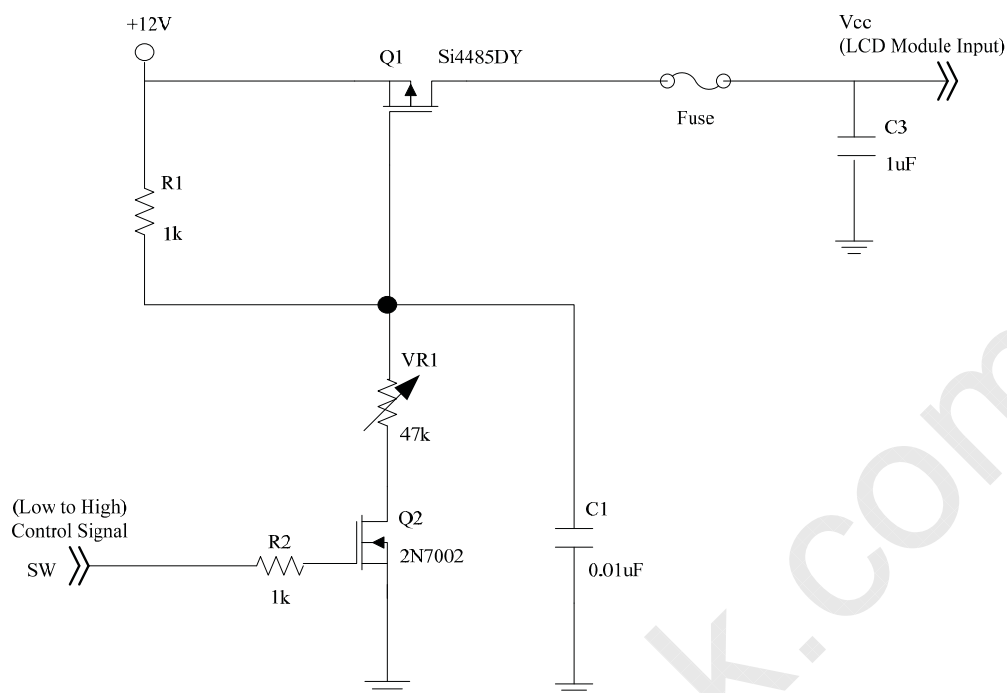 +12V
Q1
Si4485DY
Vcc
(LCD Module Input)
Fuse
C3
1uF
R1
1k
VR1
47k
(Low to High)
Control Signal
SW
R2
1k
Q2
2N7002
C1
0.01uF
k.com